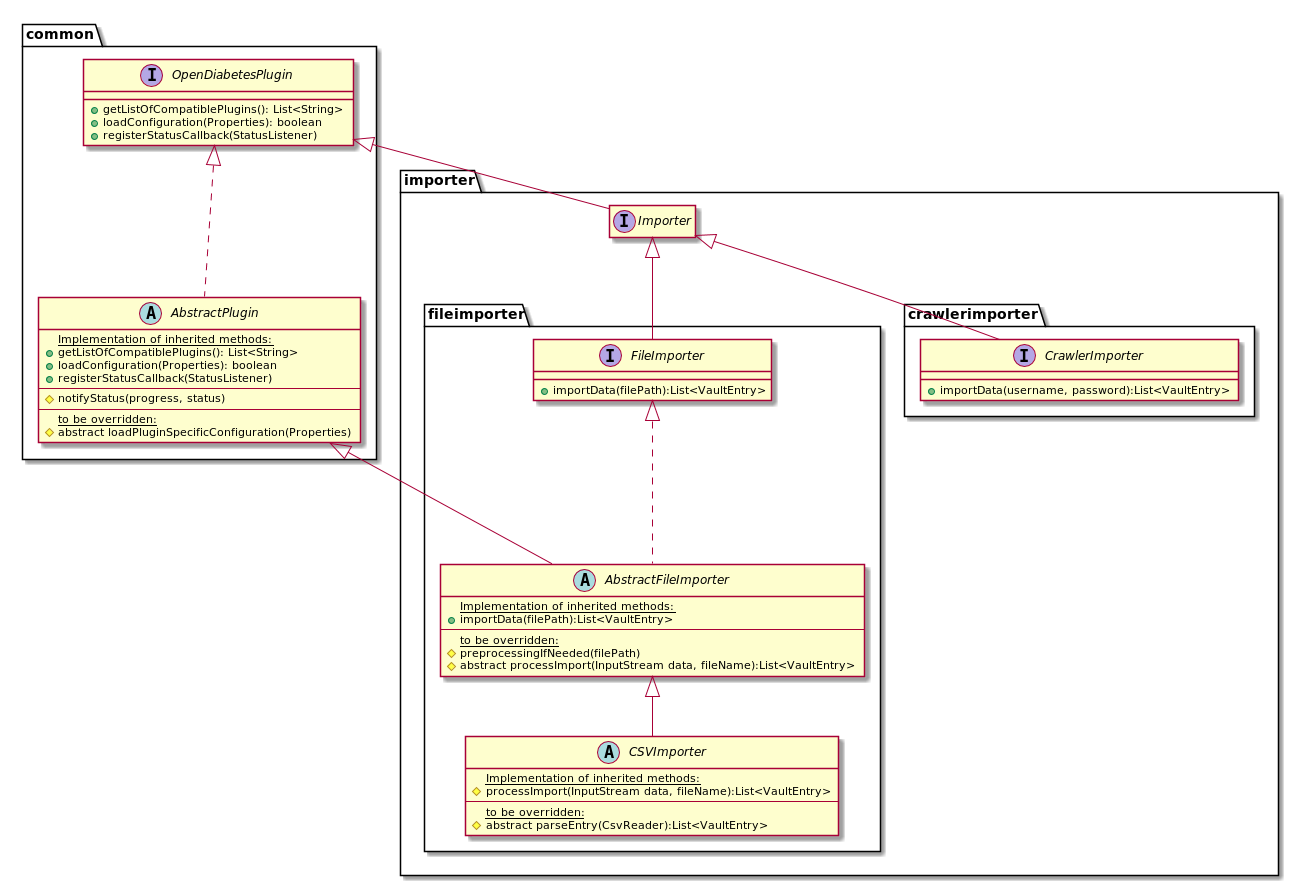 common
I OpenDiabetesPlugin
getListOfCompatiblePlugins(): List<String>
loadConfiguration(Properties): boolean
registerStatusCallback(StatusListener)
importer
I Importer
A AbstractPlugin
Implementation of inherited methods:
getListOfCompatiblePlugins(): List<String>
loadConfiguration(Properties): boolean
registerStatusCallback(StatusListener)
notifyStatus(progress, status)
to be overridden:
abstract loadPluginSpecificConfiguration(Properties)
fileimporter
I FileImporter
importData(filePath):List<VaultEntry>
crawlerimporter
I CrawlerImporter
importData(username, password):List<VaultEntry>
A AbstractFileImporter
Implementation of inherited methods:
importData(filePath):List<VaultEntry>
to be overridden:
preprocessingIfNeeded(filePath)
abstract processImport(InputStream data, fileName):List<VaultEntry>
A CSVImporter
Implementation of inherited methods:
processImport(InputStream data, fileName):List<VaultEntry>
to be overridden:
abstract parseEntry(CsvReader):List<VaultEntry>